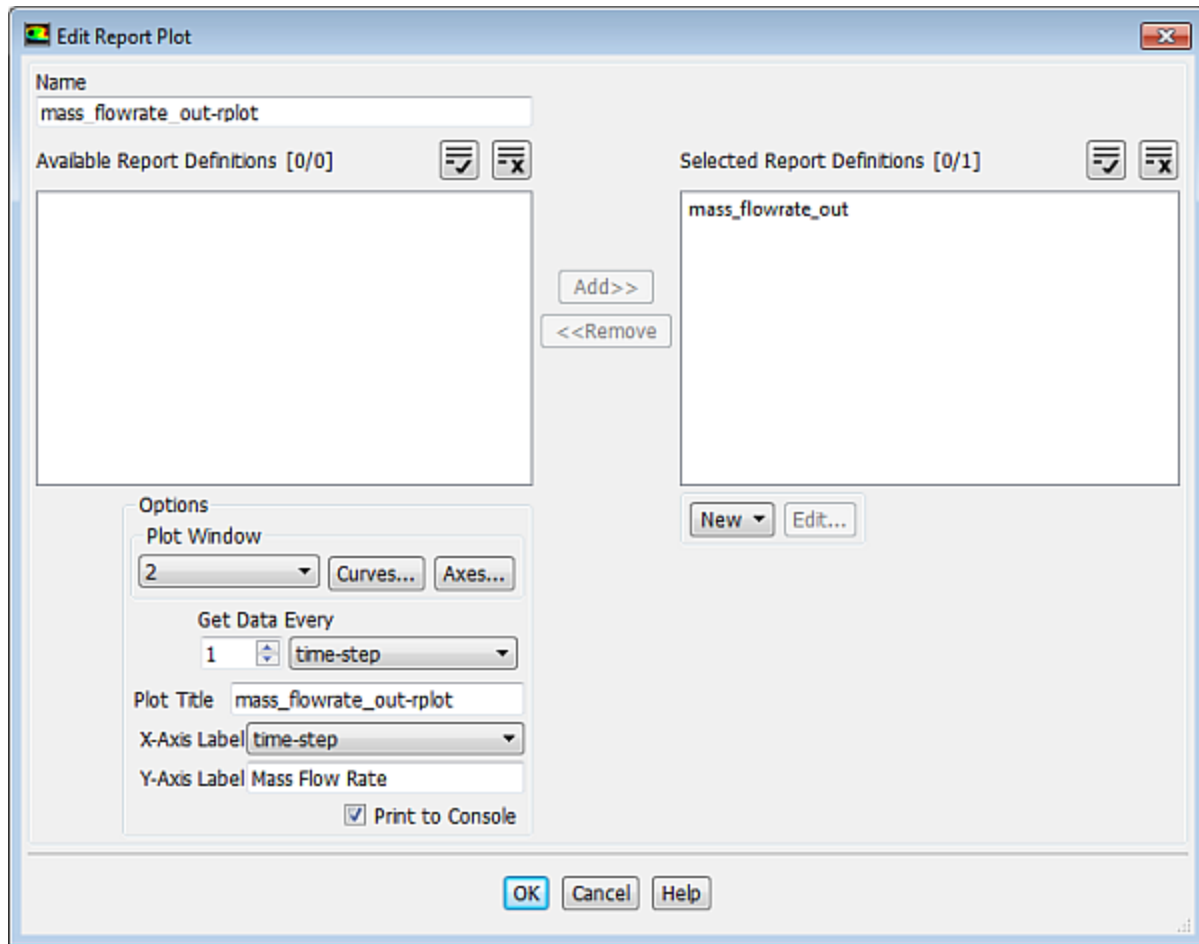 Edit Report Plot
Name
mass_flowrate_out-rplot
Available Report Definitions [0/0]
Selected Report Definitions [0/1]
mass_flowrate_out
Add>>
<<Remove
Options
Plot Window
2 Curves... Axes...
New Edit...
Get Data Every
1 time-step
Plot Title mass_flowrate_out-rplot
X-Axis Label time-step
Y-Axis Label Mass Flow Rate
Print to Console
OK Cancel Help